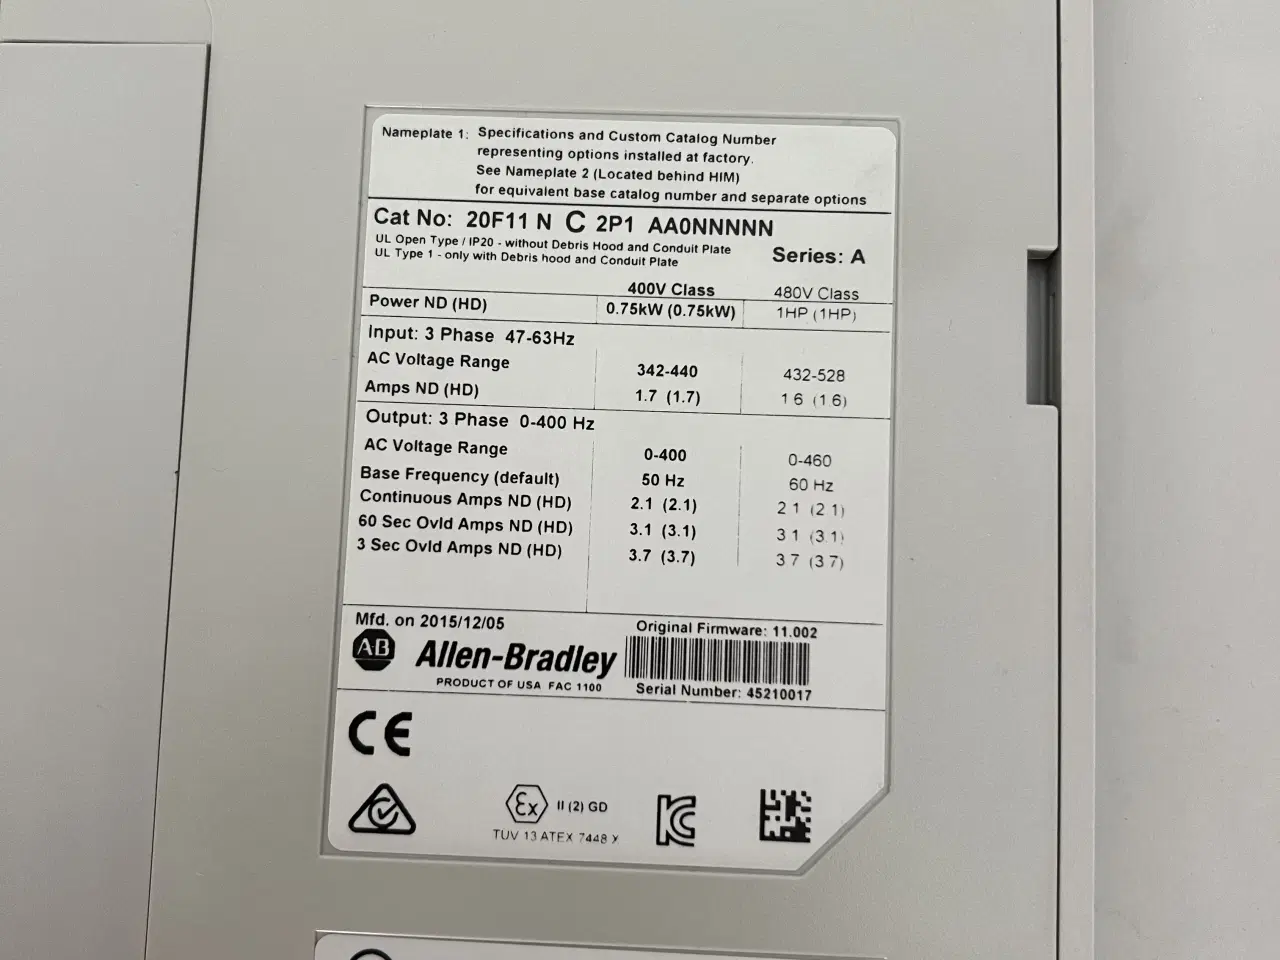 Nameplate 1: Specifications and Custom Catalog Number
representing options installed at factory.
See Nameplate 2 (Located behind HIM)
for equivalent base catalog number and separate options
Cat No: 20F11 N C 2P1 AA0NNNNN
UL Open Type / IP20 - without Debris Hood and Conduit Plate
UL Type 1 - only with Debris hood and Conduit Plate
Series: A
400V Class 480V Class
Power ND (HD) 0.75kW (0.75kW) 1HP (1HP)
Input: 3 Phase 47-63Hz
AC Voltage Range 342-440 432-528
Amps ND (HD) 1.7 (1.7) 1 6 (1 6)
Output: 3 Phase 0-400 Hz
AC Voltage Range 0-400 0-460
Base Frequency (default) 50 Hz 60 Hz
Continuous Amps ND (HD) 2.1 (2.1) 2 1 (2 1)
60 Sec Ovld Amps ND (HD) 3.1 (3.1) 3 1 (3.1)
3 Sec Ovld Amps ND (HD) 3.7 (3.7) 3 7 (3 7)
Mfd. on 2015/12/05 Original Firmware: 11.002
AB Allen-Bradley
PRODUCT OF USA FAC 1100 Serial Number: 45210017
CE
Ex II (2) GD
TUV 13 ATEX 7448 X
KC